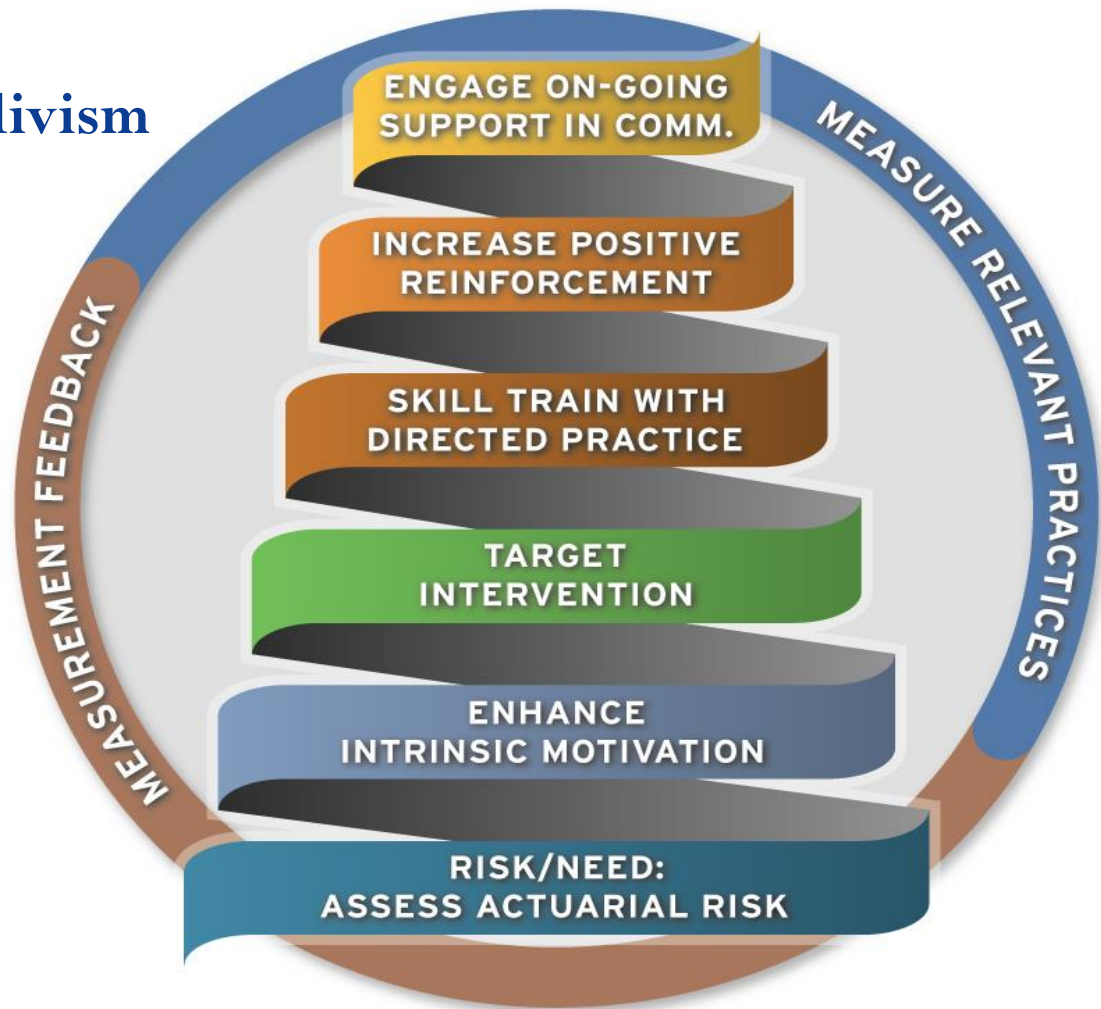 ENGAGE ON-GOING
SUPPORT IN COMM.
INCREASE POSITIVE
REINFORCEMENT
SKILL TRAIN WITH
DIRECTED PRACTICE
TARGET
INTERVENTION
ENHANCE
INTRINSIC MOTIVATION
RISK/NEED:
ASSESS ACTUARIAL RISK
MEASURE RELEVANT PRACTICES
MEASUREMENT FEEDBACK